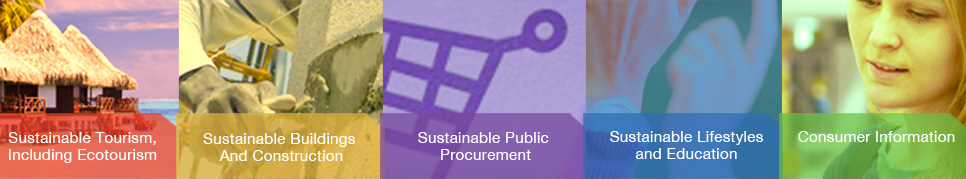 Sustainable Tourism,
Including Ecotourism
Sustainable Buildings
And Construction
Sustainable Public
Procurement
Sustainable Lifestyles
and Education
Consumer Information